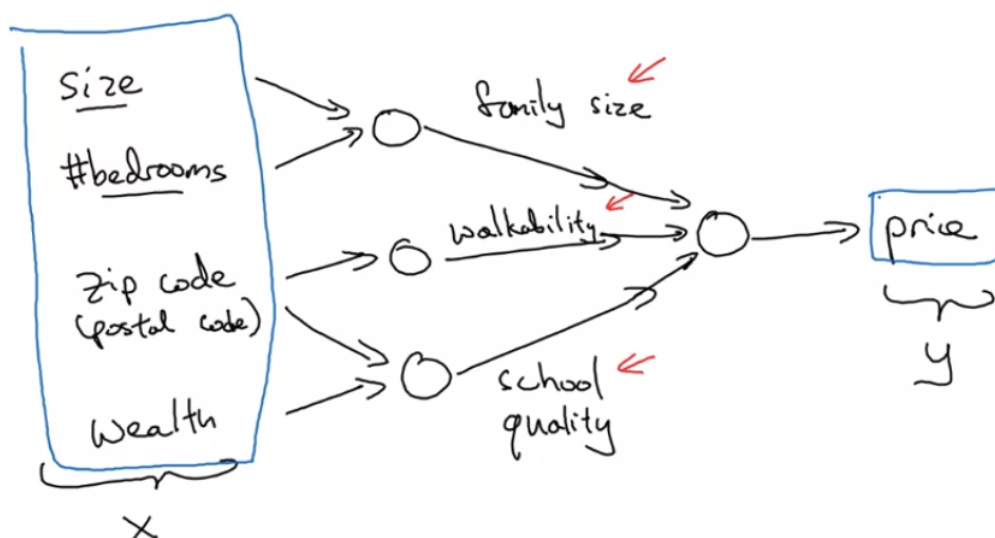 size
#bedrooms
zip code
(postal code)
wealth
x
family size
walkability
school
quality
price
y